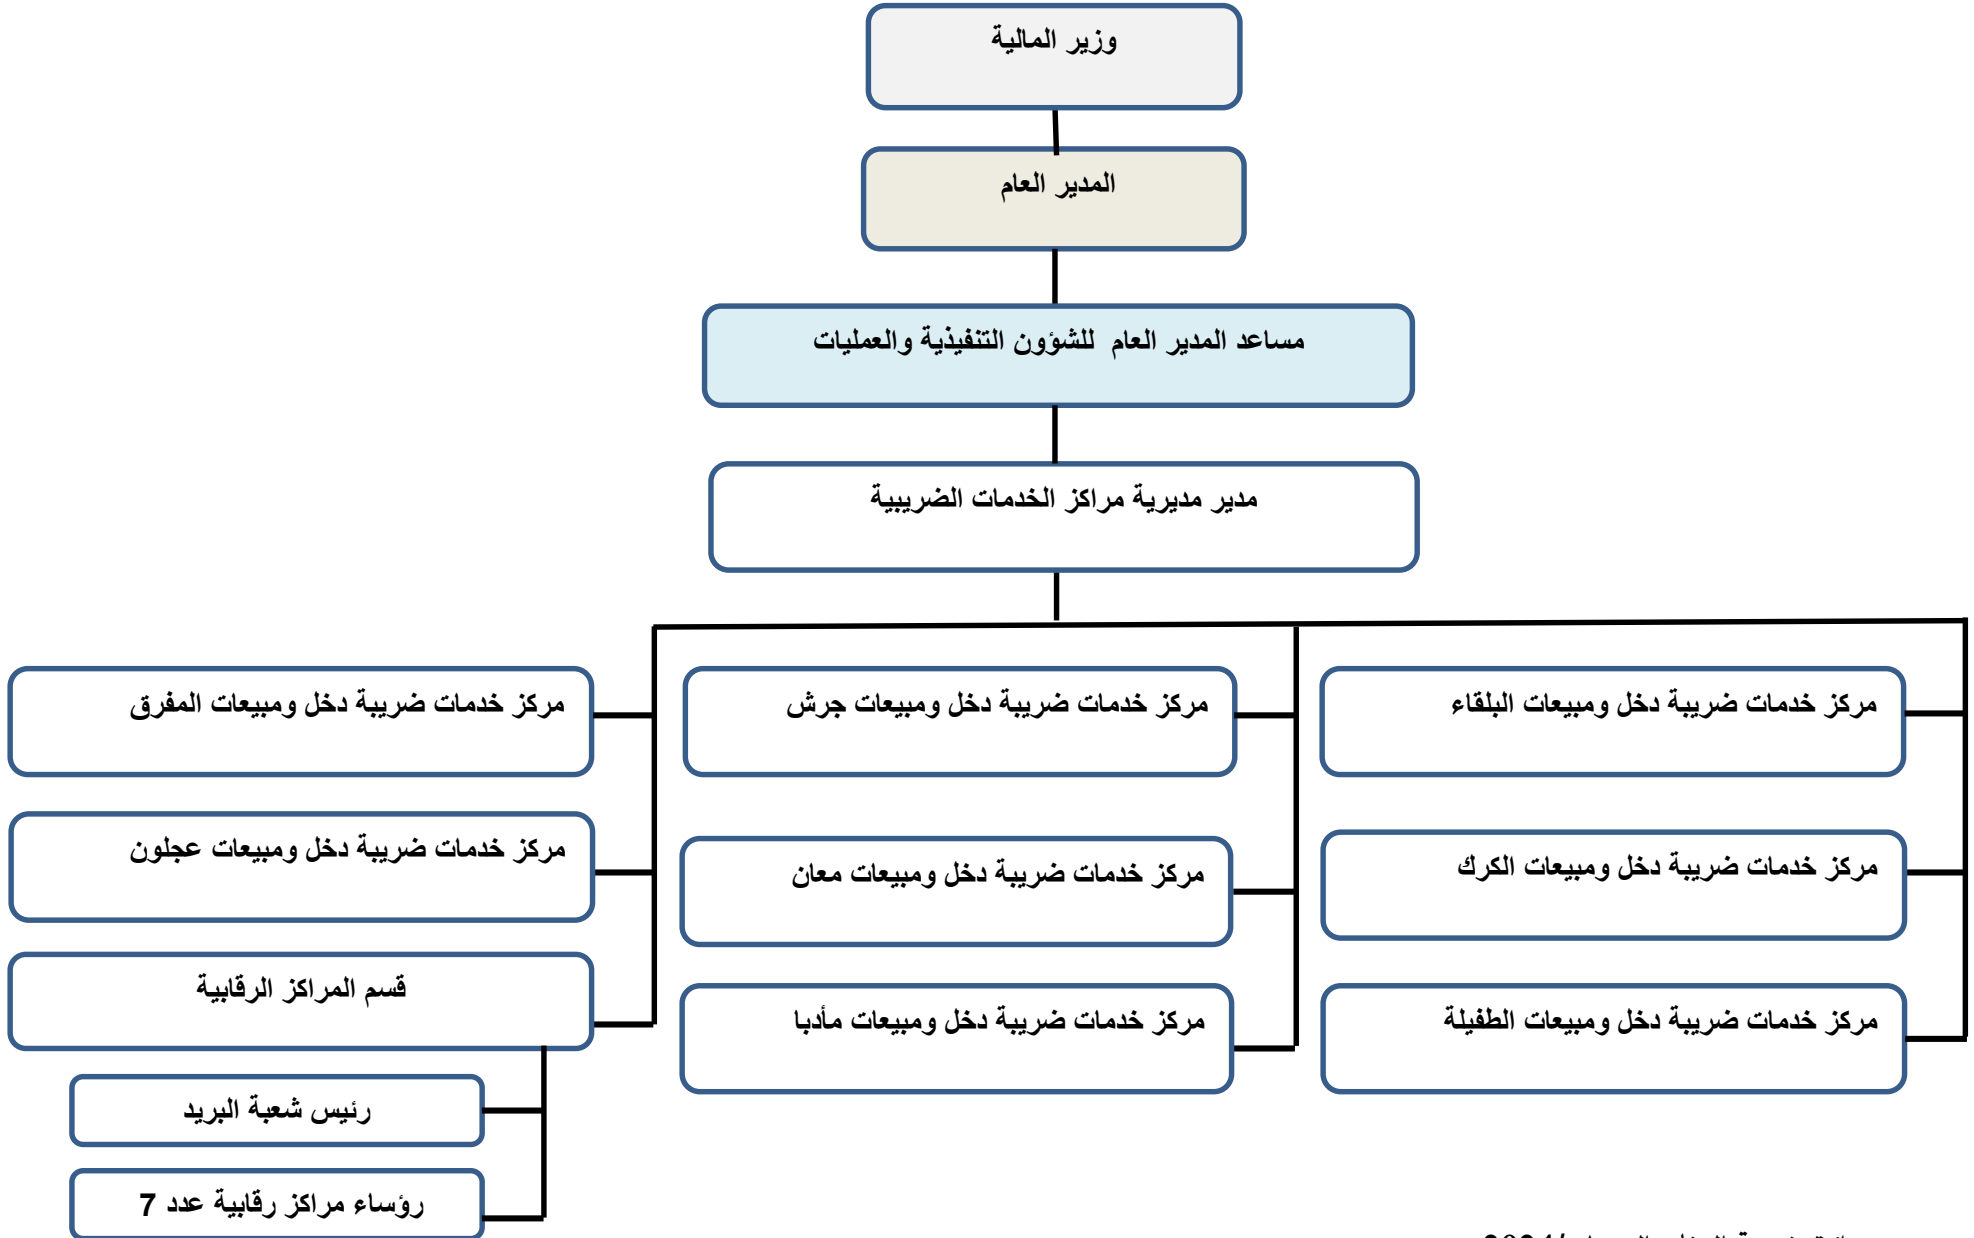 وزير المالية
المدير العام
مساعد المدير العام للشؤون التنفيذية والعمليات
مدير مديرية مراكز الخدمات الضريبية
مركز خدمات ضريبة دخل ومبيعات البلقاء
مركز خدمات ضريبة دخل ومبيعات جرش
مركز خدمات ضريبة دخل ومبيعات المفرق
مركز خدمات ضريبة دخل ومبيعات الكرك
مركز خدمات ضريبة دخل ومبيعات معان
مركز خدمات ضريبة دخل ومبيعات عجلون
مركز خدمات ضريبة دخل ومبيعات الطفيلة
مركز خدمات ضريبة دخل ومبيعات مأدبا
قسم المراكز الرقابية
رئيس شعبة البريد
رؤساء مراكز رقابية عدد 7